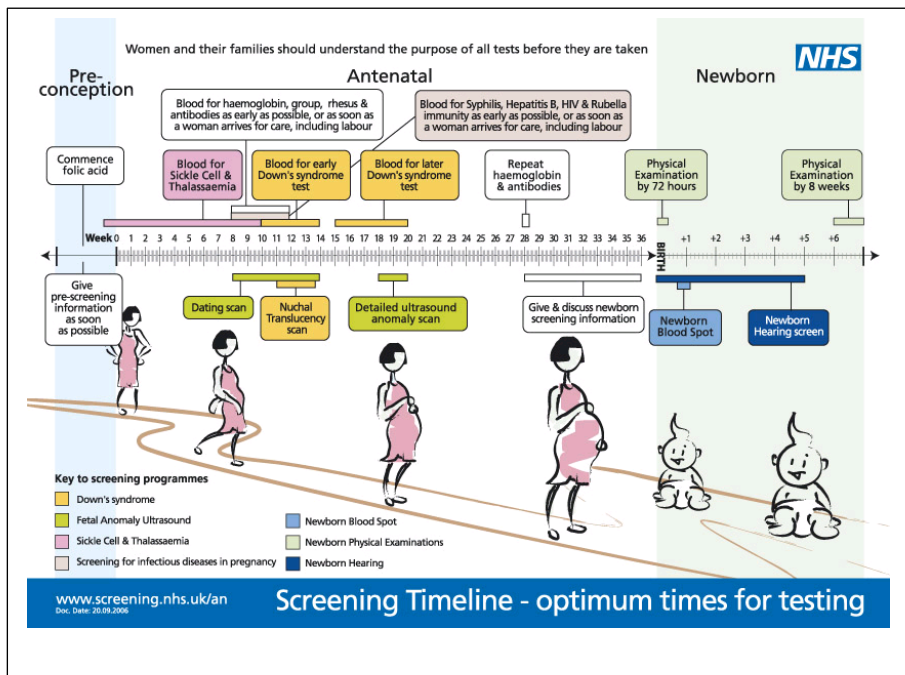 Women and their families should understand the purpose of all tests before they are taken
NHS
Pre-
conception
Antenatal
Newborn
Blood for haemoglobin, group, rhesus &
antibodies as early as possible, or as soon as
a woman arrives for care, including labour
Blood for Syphilis, Hepatitis B, HIV & Rubella
immunity as early as possible, or as soon as
a woman arrives for care, including labour
Commence
folic acid
Blood for
Sickle Cell &
Thalassaemia
Blood for early
Down's syndrome
test
Blood for later
Down's syndrome
test
Repeat
haemoglobin
& antibodies
Physical
Examination
by 72 hours
Physical
Examination
by 8 weeks
Week 0 1 2 3 4 5 6 7 8 9 10 11 12 13 14 15 16 17 18 19 20 21 22 23 24 25 26 27 28 29 30 31 32 33 34 35 36
BIRTH
+1 +2 +3 +4 +5 +6
Give
pre-screening
information
as soon
as possible
Dating scan
Nuchal
Translucency
scan
Detailed ultrasound
anomaly scan
Give & discuss newborn
screening information
Newborn
Blood Spot
Newborn
Hearing screen
Key to screening programmes
Down's syndrome
Fetal Anomaly Ultrasound
Sickle Cell & Thalassaemia
Screening for infectious diseases in pregnancy
Newborn Blood Spot
Newborn Physical Examinations
Newborn Hearing
www.screening.nhs.uk/an
Doc. Date: 20.09.2006
Screening Timeline - optimum times for testing